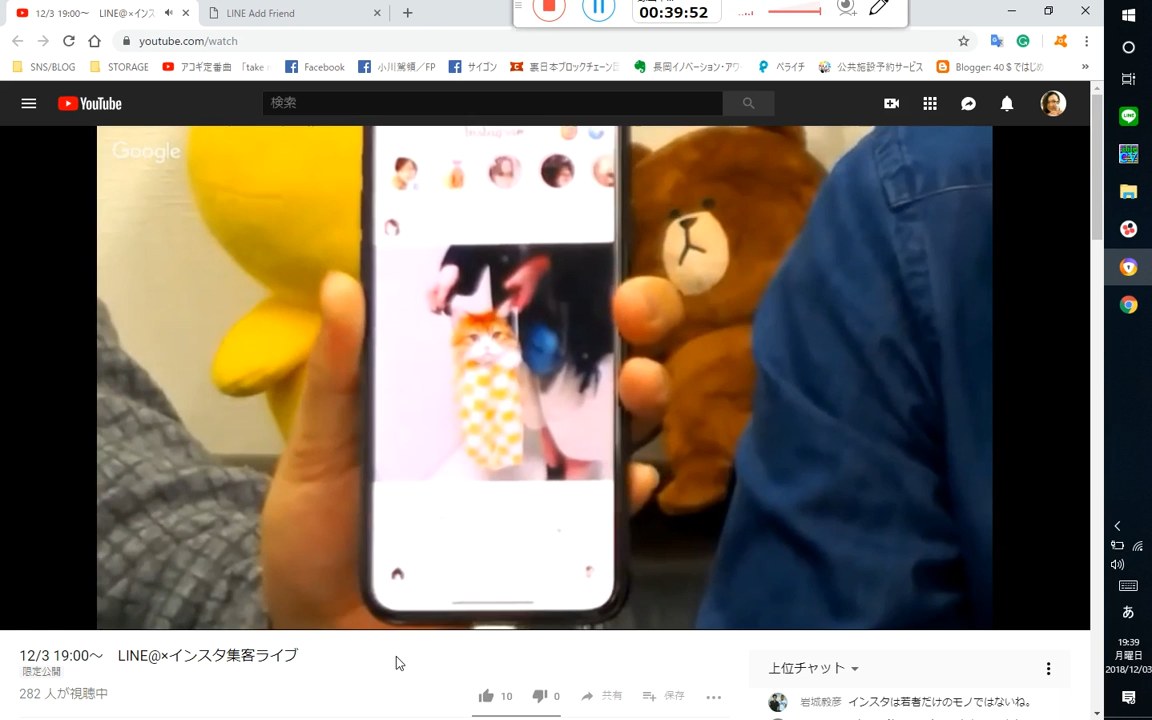 12/3 19:00～ LINE@×インス
LINE Add Friend
00:39:52
youtube.com/watch
SNS/BLOG
STORAGE
アコギ定番曲 「take
Facebook
小川篤頼／FP
サイゴン
裏日本ブロックチェーン
長岡イノベーション・アワ
ペライチ
公共施設予約サービス
Blogger: 40＄ではじめ
»
YouTube
検索
Google
Instagram
12/3 19:00～ LINE@×インスタ集客ライブ
限定公開
282 人が視聴中
10
0
共有
保存
上位チャット
岩城毅彦 インスタは若者だけのモノではないね。
あ
19:39
月曜日
2018/12/03